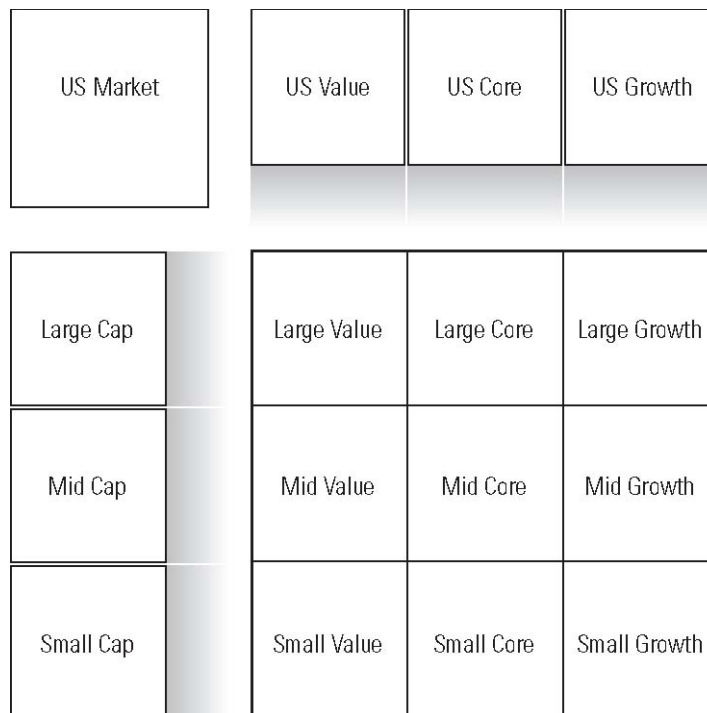 US Market
US Value
US Core
US Growth
Large Cap
Large Value
Large Core
Large Growth
Mid Cap
Mid Value
Mid Core
Mid Growth
Small Cap
Small Value
Small Core
Small Growth